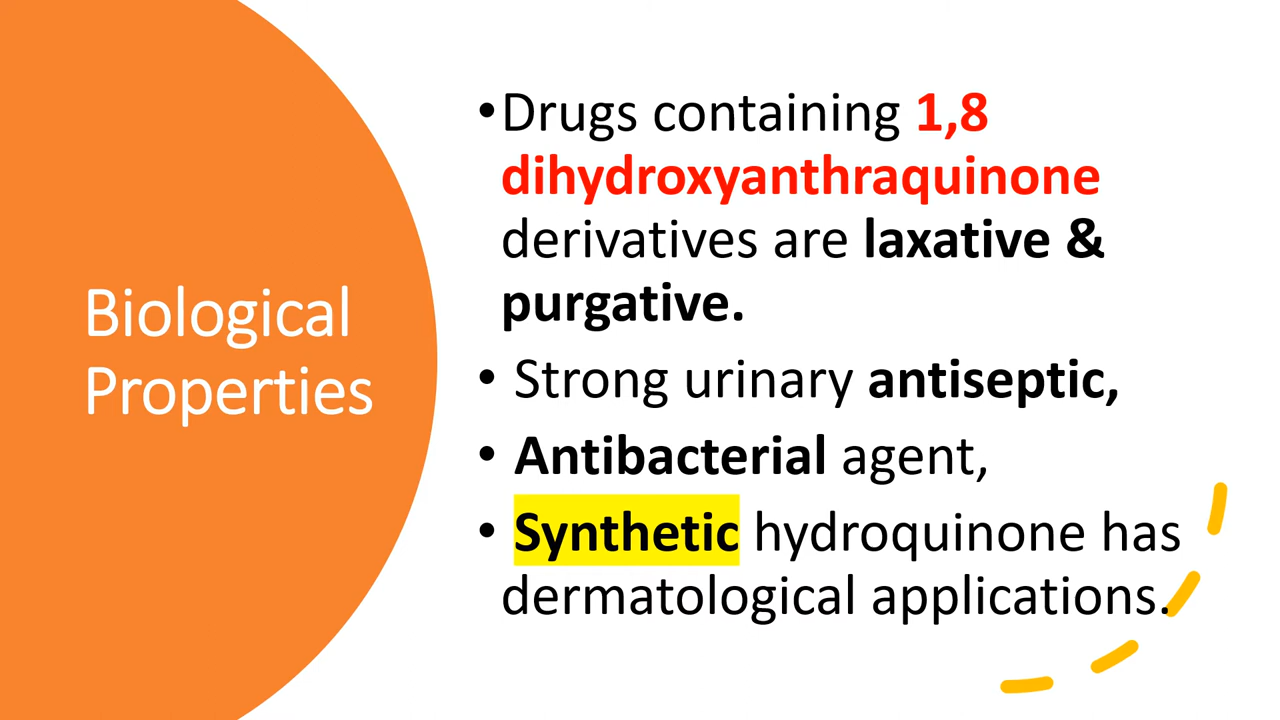 Biological
Properties
•Drugs containing 1,8
dihydroxyanthraquinone
derivatives are laxative &
purgative.
• Strong urinary antiseptic,
• Antibacterial agent,
• Synthetic hydroquinone has
dermatological applications.